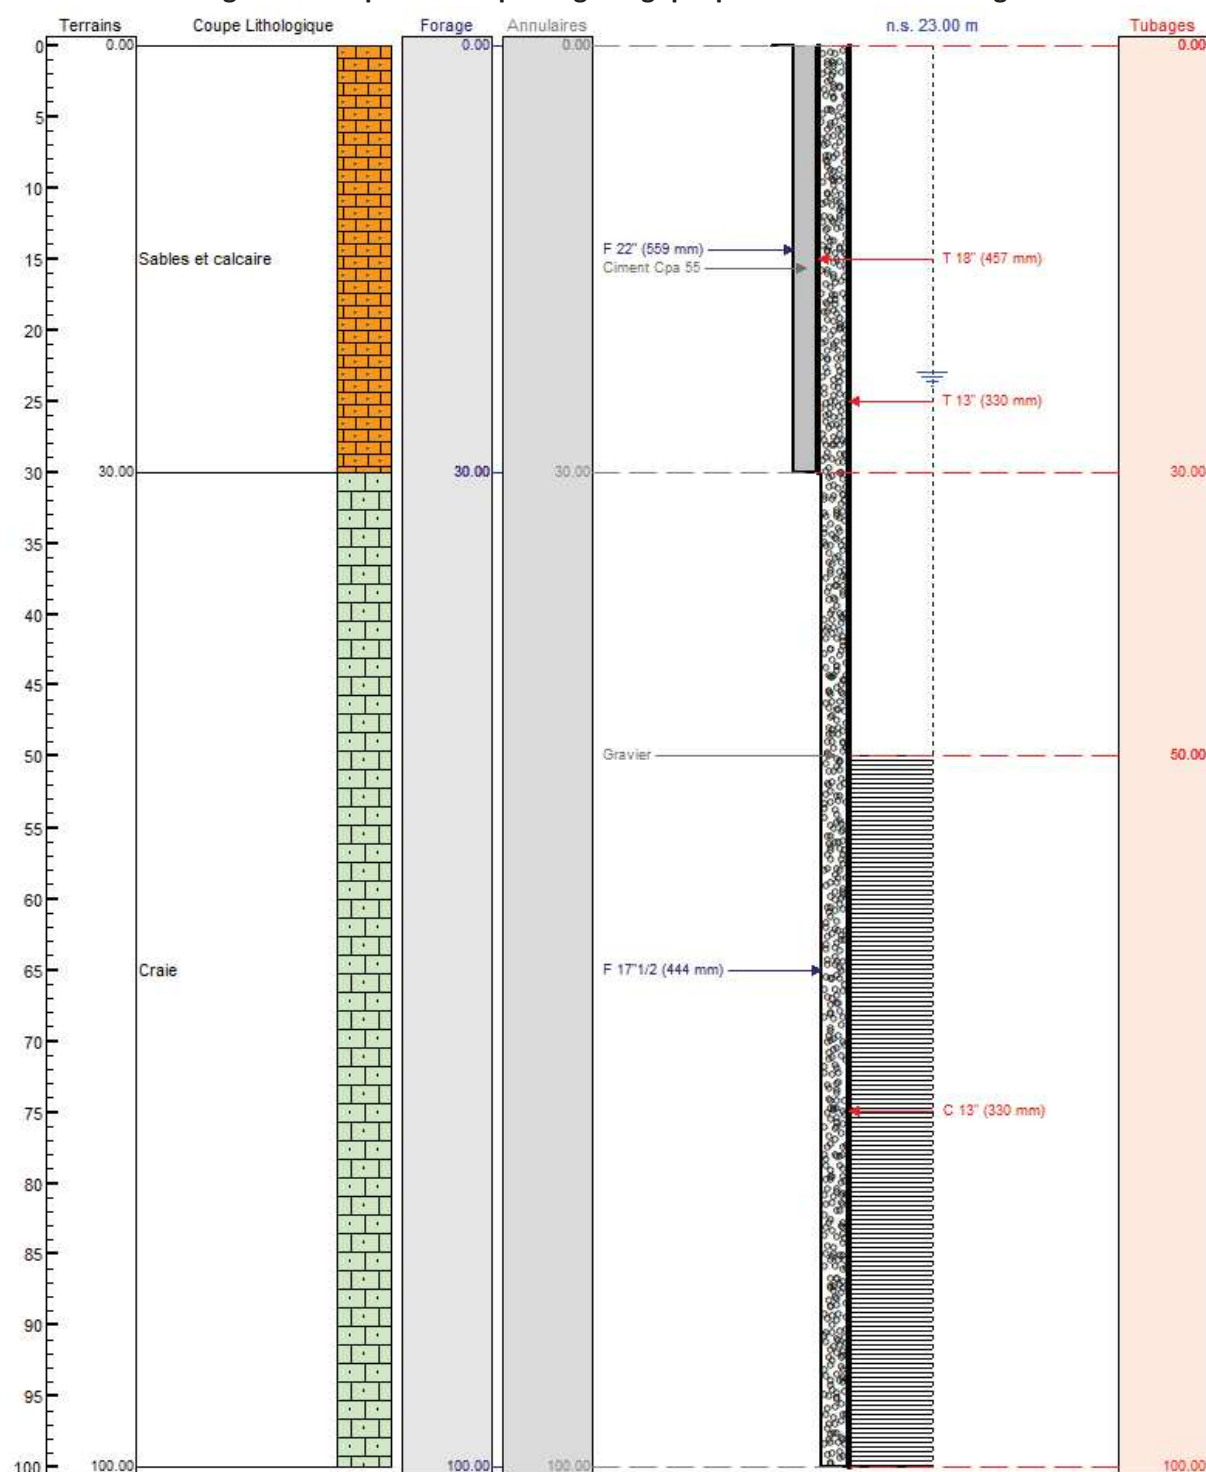 Terrains Coupe Lithologique Forage Annulaires n.s. 23.00 m Tubages
0 0.00 0.00 0.00 0.00
5
10
F 22" (559 mm)
15 Sables et calcaire T 18" (457 mm)
Ciment Cpa 55
20
25 T 13" (330 mm)
30 30.00 30.00 30.00 30.00
35
40
45
50 Gravier 50.00
55
60
65 Craie F 17"1/2 (444 mm)
70
75 C 13" (330 mm)
80
85
90
95
100 100.00 100.00 100.00 100.00